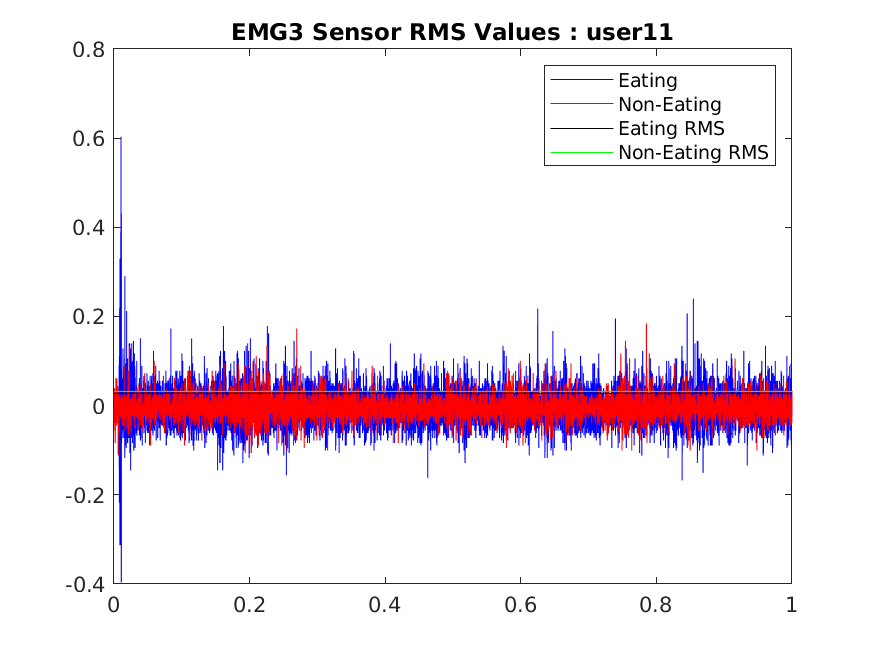 EMG3 Sensor RMS Values : user11
0.8
0.6
0.4
0.2
0
-0.2
-0.4
Eating
Non-Eating
Eating RMS
Non-Eating RMS
0 0.2 0.4 0.6 0.8 1